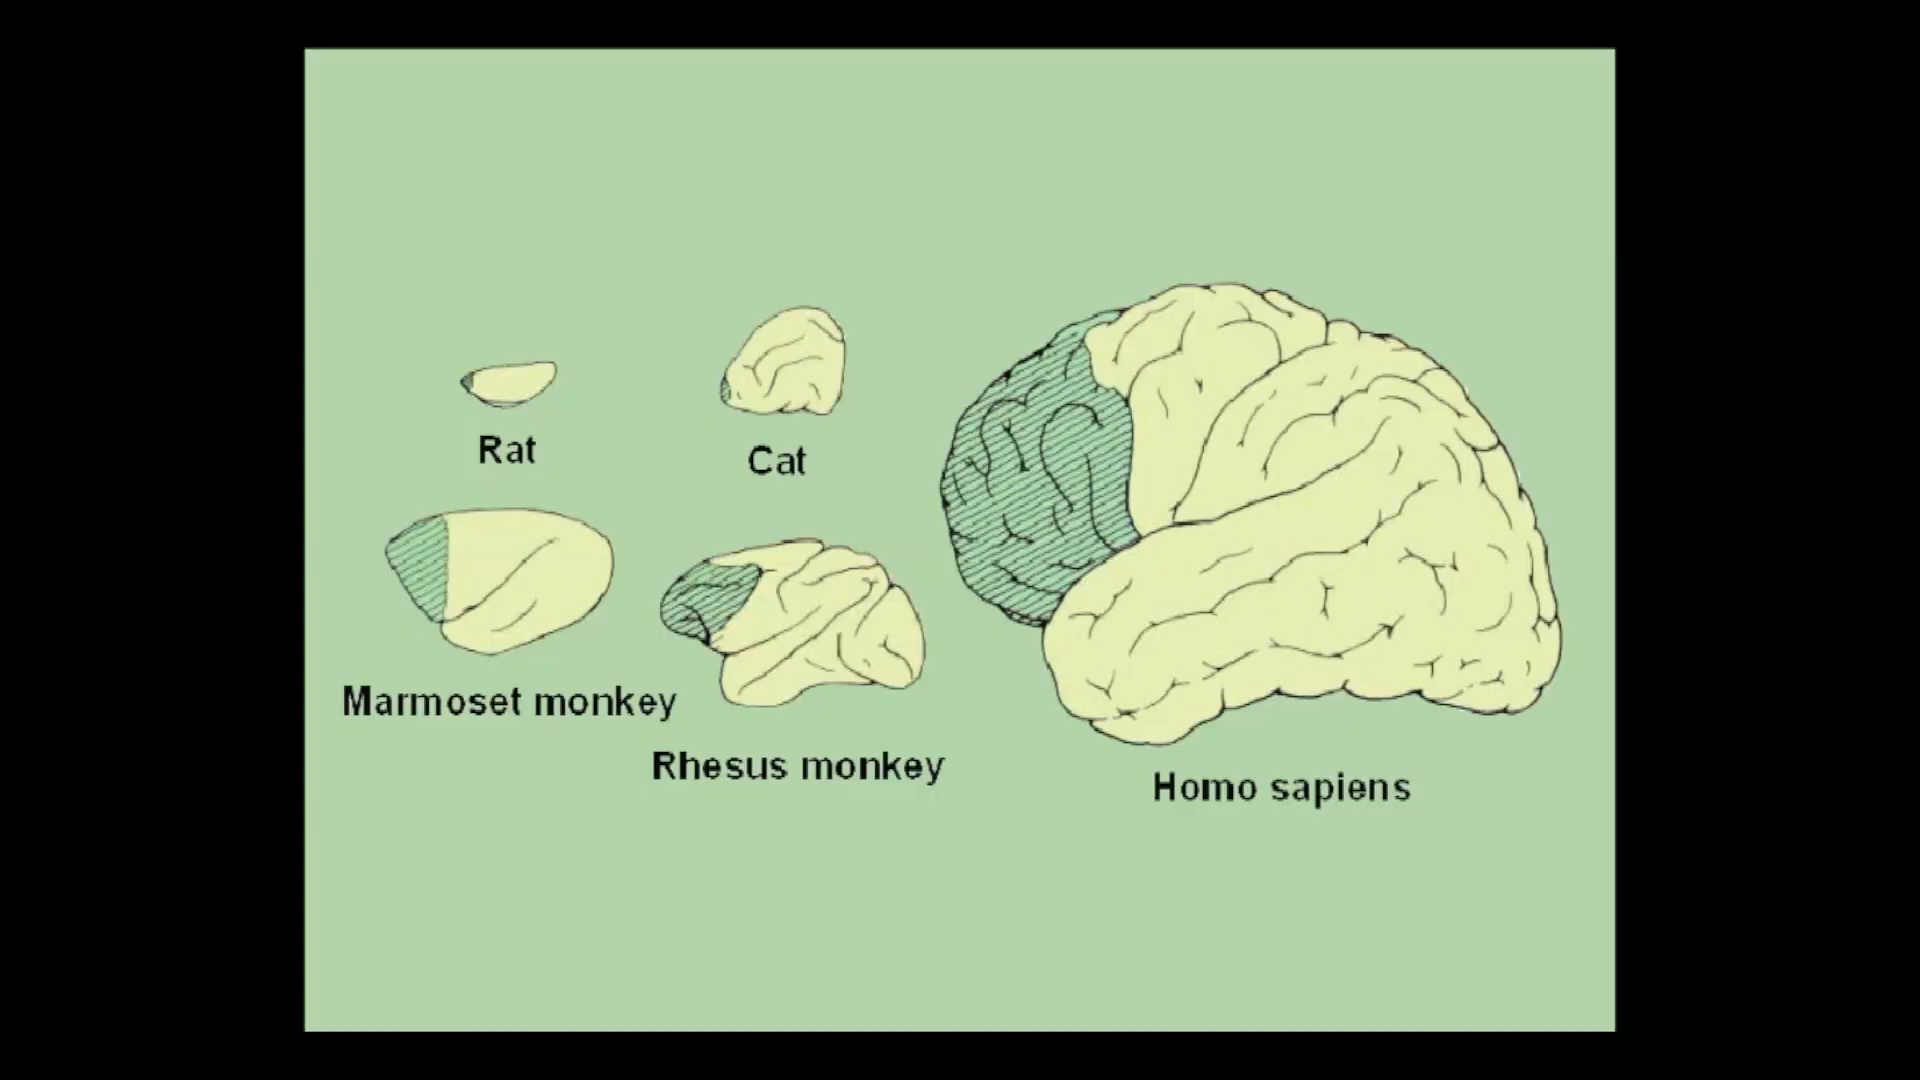 Rat
Cat
Marmoset monkey
Rhesus monkey
Homo sapiens